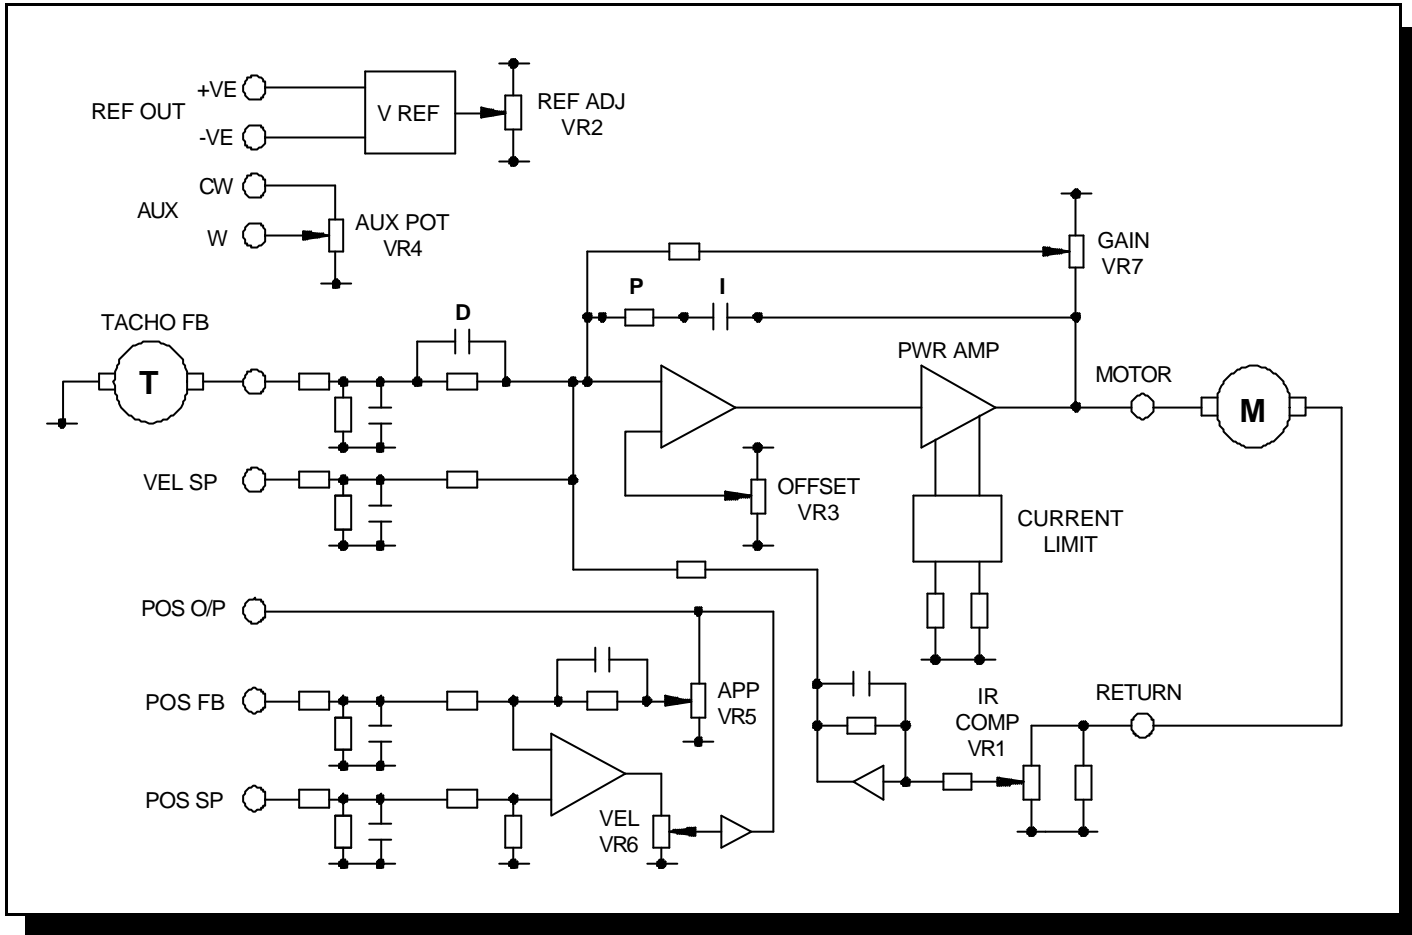 REF OUT
+VE
-VE
V REF
REF ADJ
VR2
AUX
CW
W
AUX POT
VR4
GAIN
VR7
P
I
TACHO FB
T
D
PWR AMP
MOTOR
M
VEL SP
OFFSET
VR3
CURRENT
LIMIT
POS O/P
POS FB
APP
VR5
IR
COMP
VR1
RETURN
POS SP
VEL
VR6